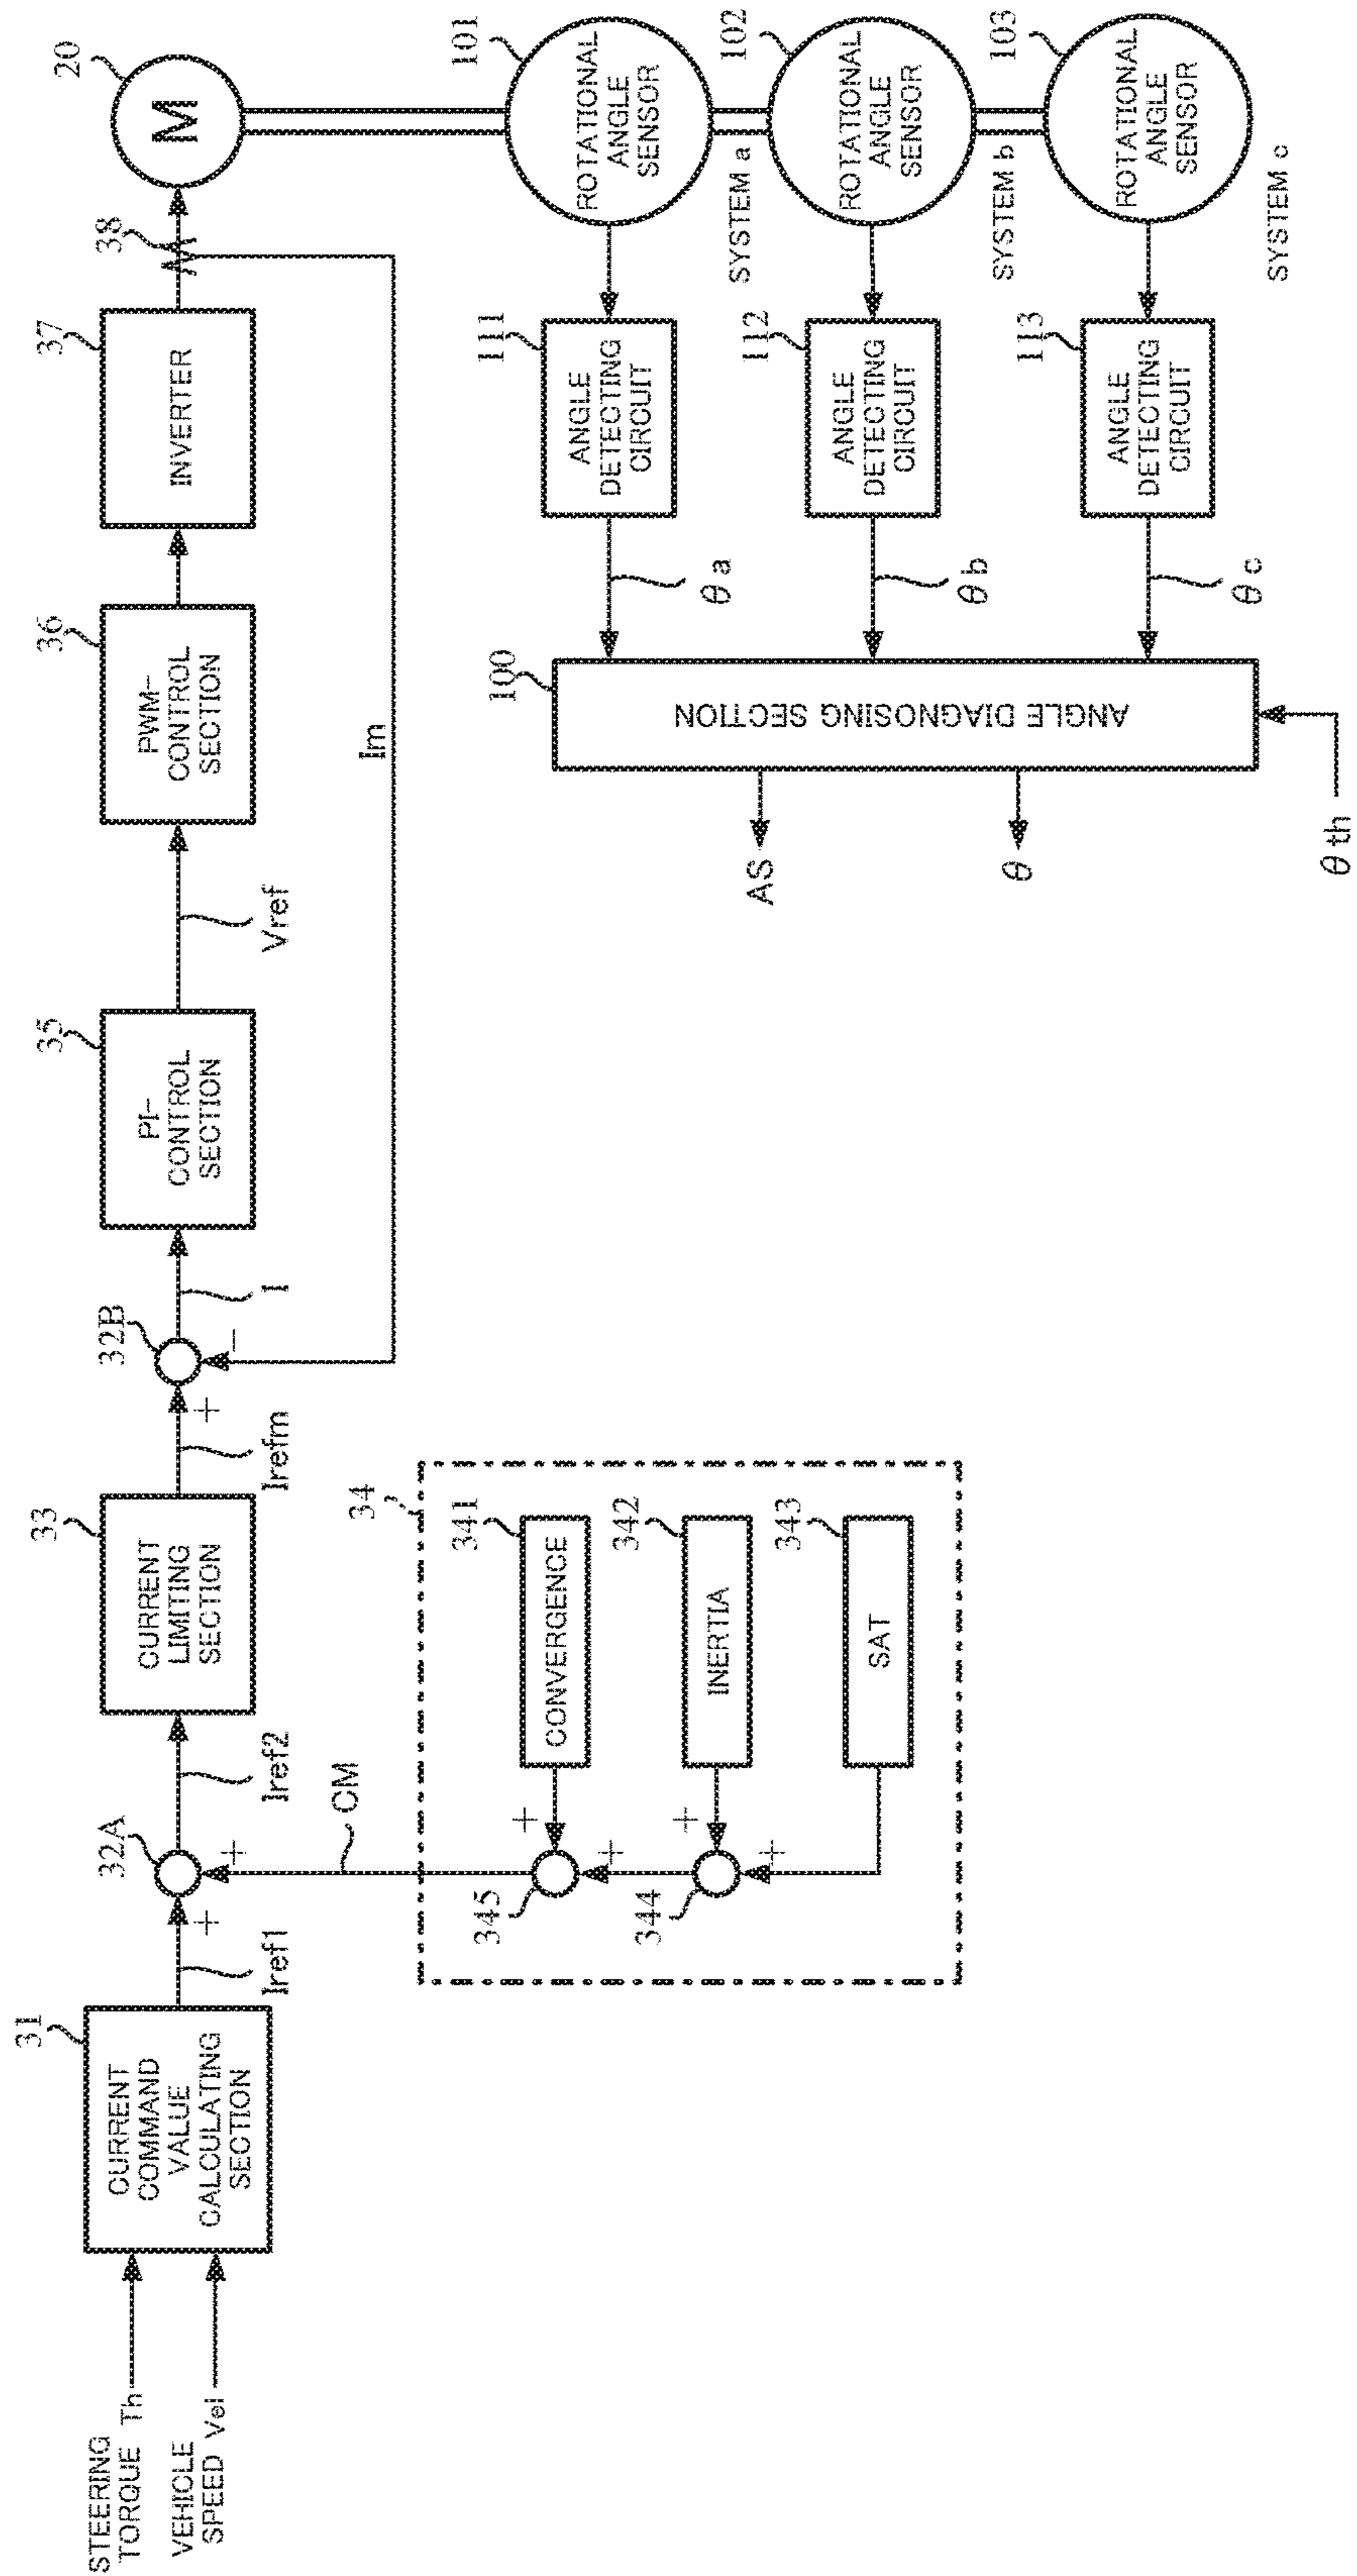 STEERING
TORQUE Th
VEHICLE
SPEED Vel
31
CURRENT
COMMAND
VALUE
CALCULATING
SECTION
Iref1
32A
+
+
Iref2
CM
33
CURRENT
LIMITING
SECTION
Irefm
32B
+
−
I
35
PI-
CONTROL
SECTION
Vref
36
PWM-
CONTROL
SECTION
37
INVERTER
38
Im
20
M
34
341
CONVERGENCE
342
INERTIA
343
SAT
345
+
+
344
+
+
101
ROTATIONAL
ANGLE
SENSOR
SYSTEM a
102
ROTATIONAL
ANGLE
SENSOR
SYSTEM b
103
ROTATIONAL
ANGLE
SENSOR
SYSTEM c
111
ANGLE
DETECTING
CIRCUIT
112
ANGLE
DETECTING
CIRCUIT
113
ANGLE
DETECTING
CIRCUIT
θa
θb
θc
100
ANGLE DIAGNOSING SECTION
AS
θ
θth